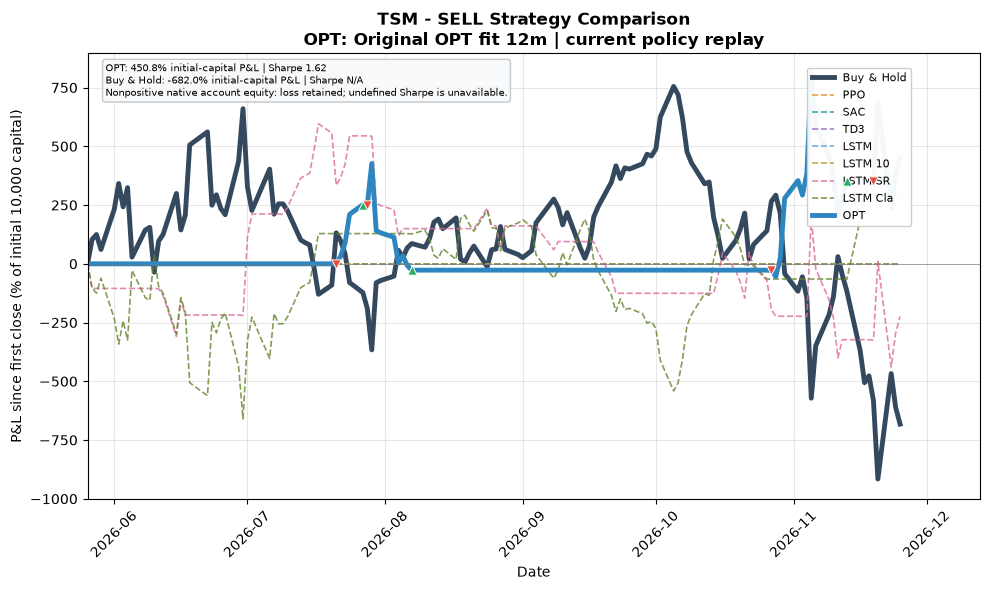 TSM - SELL Strategy Comparison
OPT: Original OPT fit 12m | current policy replay
OPT: 450.8% initial-capital P&L | Sharpe 1.62
Buy & Hold: -682.0% initial-capital P&L | Sharpe N/A
Nonpositive native account equity: loss retained; undefined Sharpe is unavailable.
Buy & Hold
PPO
SAC
TD3
LSTM
LSTM 10
LSTM SR
LSTM Cla
OPT
P&L since first close (% of initial 10,000 capital)
750
500
250
0
−250
−500
−750
−1000
2026-06
2026-07
2026-08
2026-09
2026-10
2026-11
2026-12
Date